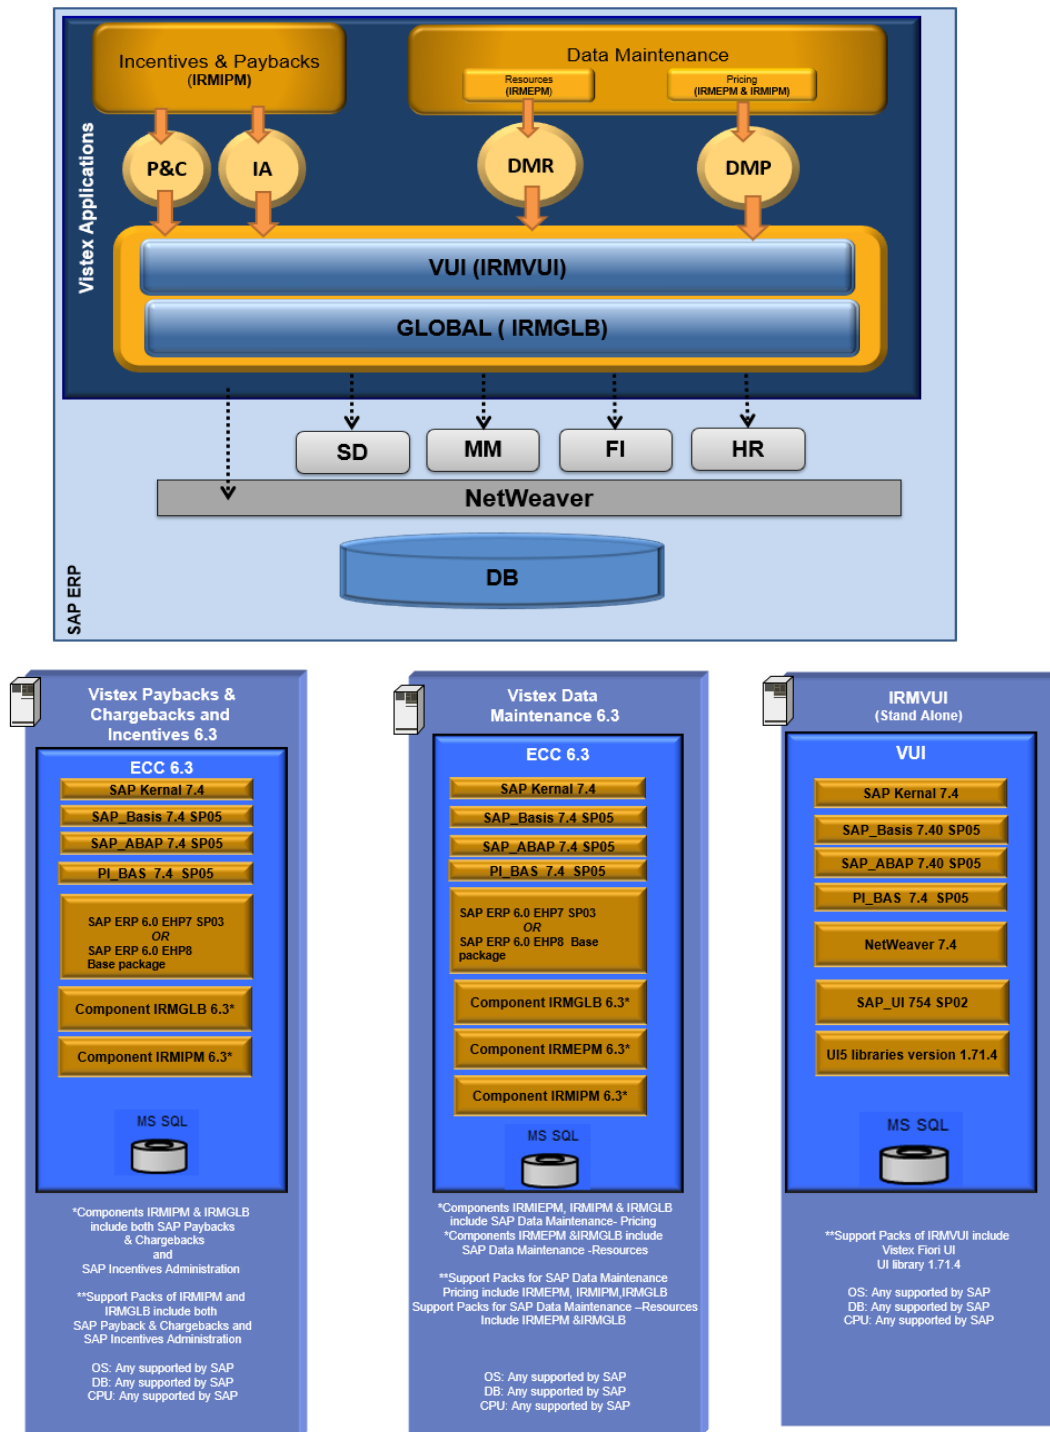 Incentives & Paybacks
(IRMIPM)
Data Maintenance
Resources
(IRMEPM)
Pricing
(IRMEPM & IRMIPM)
P&C
IA
DMR
DMP
Vistex Applications
VUI (IRMVUI)
GLOBAL ( IRMGLB)
SD
MM
FI
HR
NetWeaver
DB
SAP ERP
Vistex Paybacks &
Chargebacks and
Incentives 6.3
ECC 6.3
SAP Kernal 7.4
SAP_Basis 7.4 SP05
SAP_ABAP 7.4 SP05
PI_BAS 7.4 SP05
SAP ERP 6.0 EHP7 SP03
OR
SAP ERP 6.0 EHP8
Base package
Component IRMGLB 6.3*
Component IRMIPM 6.3*
MS SQL
*Components IRMIPM & IRMGLB
include both SAP Paybacks
& Chargebacks
and
SAP Incentives Administration
**Support Packs of IRMIPM and
IRMGLB include both
SAP Payback & Chargebacks and
SAP Incentives Administration
OS: Any supported by SAP
DB: Any supported by SAP
CPU: Any supported by SAP
Vistex Data
Maintenance 6.3
ECC 6.3
SAP Kernal 7.4
SAP_Basis 7.4 SP05
SAP_ABAP 7.4 SP05
PI_BAS 7.4 SP05
SAP ERP 6.0 EHP7 SP03
OR
SAP ERP 6.0 EHP8 Base
package
Component IRMGLB 6.3*
Component IRMEPM 6.3*
Component IRMIPM 6.3*
MS SQL
*Components IRMIEPM, IRMIPM & IRMGLB
include SAP Data Maintenance- Pricing
*Components IRMEPM &IRMGLB include
SAP Data Maintenance -Resources
**Support Packs for SAP Data Maintenance
Pricing include IRMEPM, IRMIPM,IRMGLB
Support Packs for SAP Data Maintenance –Resources
Include IRMEPM &IRMGLB
OS: Any supported by SAP
DB: Any supported by SAP
CPU: Any supported by SAP
IRMVUI
(Stand Alone)
VUI
SAP Kernal 7.4
SAP_Basis 7.40 SP05
SAP_ABAP 7.40 SP05
PI_BAS 7.4 SP05
NetWeaver 7.4
SAP_UI 754 SP02
UI5 libraries version 1.71.4
MS SQL
**Support Packs of IRMVUI include
Vistex Fiori UI
UI library 1.71.4
OS: Any supported by SAP
DB: Any supported by SAP
CPU: Any supported by SAP